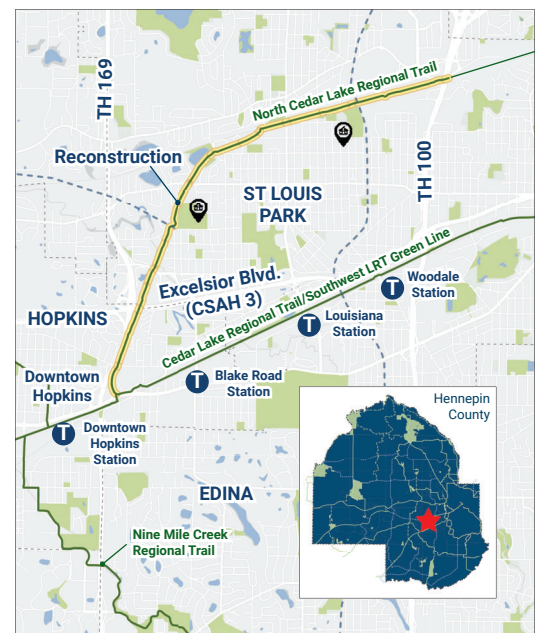 TH 169
North Cedar Lake Regional Trail
Reconstruction
TH 100
ST LOUIS
PARK
Excelsior Blvd.
(CSAH 3)
Cedar Lake Regional Trail/Southwest LRT Green Line
T
Woodale
Station
HOPKINS
T
Louisiana
Station
Downtown
Hopkins
T
Blake Road
Station
T
Downtown
Hopkins
Station
Hennepin
County
EDINA
Nine Mile Creek
Regional Trail